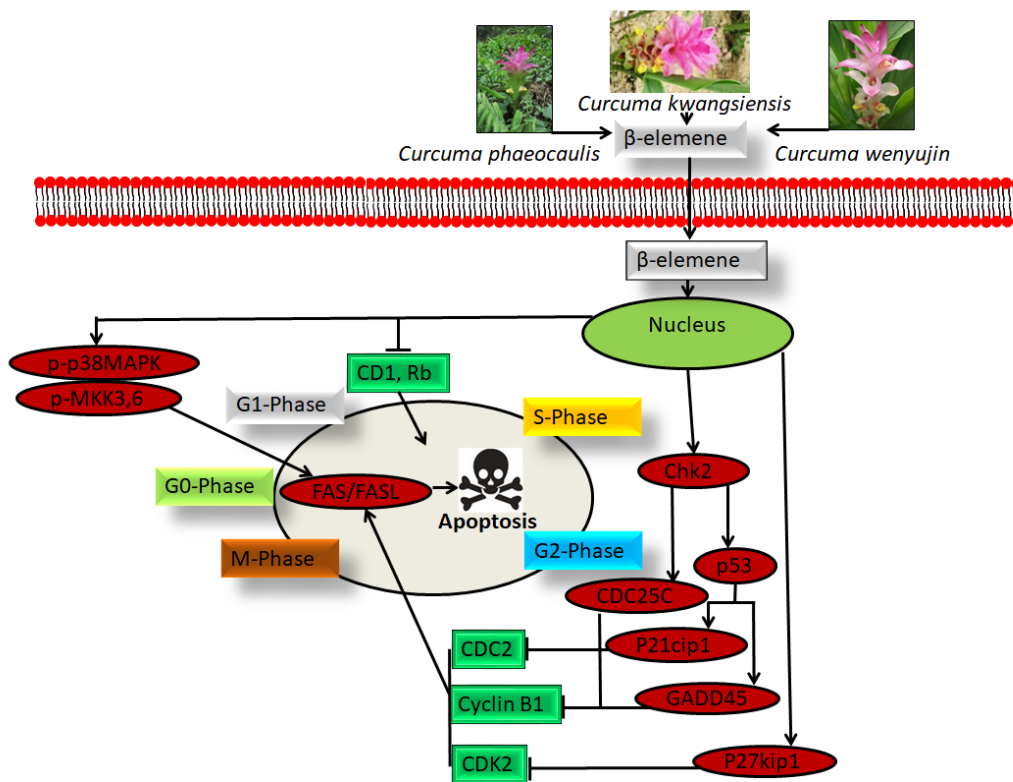 Curcuma kwangsiensis
β-elemene
Curcuma phaeocaulis
Curcuma wenyujin
β-elemene
Nucleus
p-p38MAPK
p-MKK3,6
CD1, Rb
G1-Phase
S-Phase
G0-Phase
FAS/FASL
Apoptosis
M-Phase
G2-Phase
Chk2
p53
CDC25C
P21cip1
CDC2
GADD45
Cyclin B1
CDK2
P27kip1